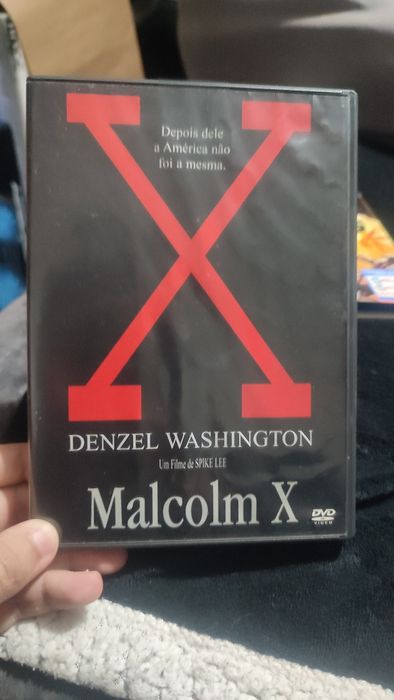 X
Depois dele
a América não
foi a mesma.
DENZEL WASHINGTON
Um Filme de SPIKE LEE
Malcolm X
DVD
VIDEO